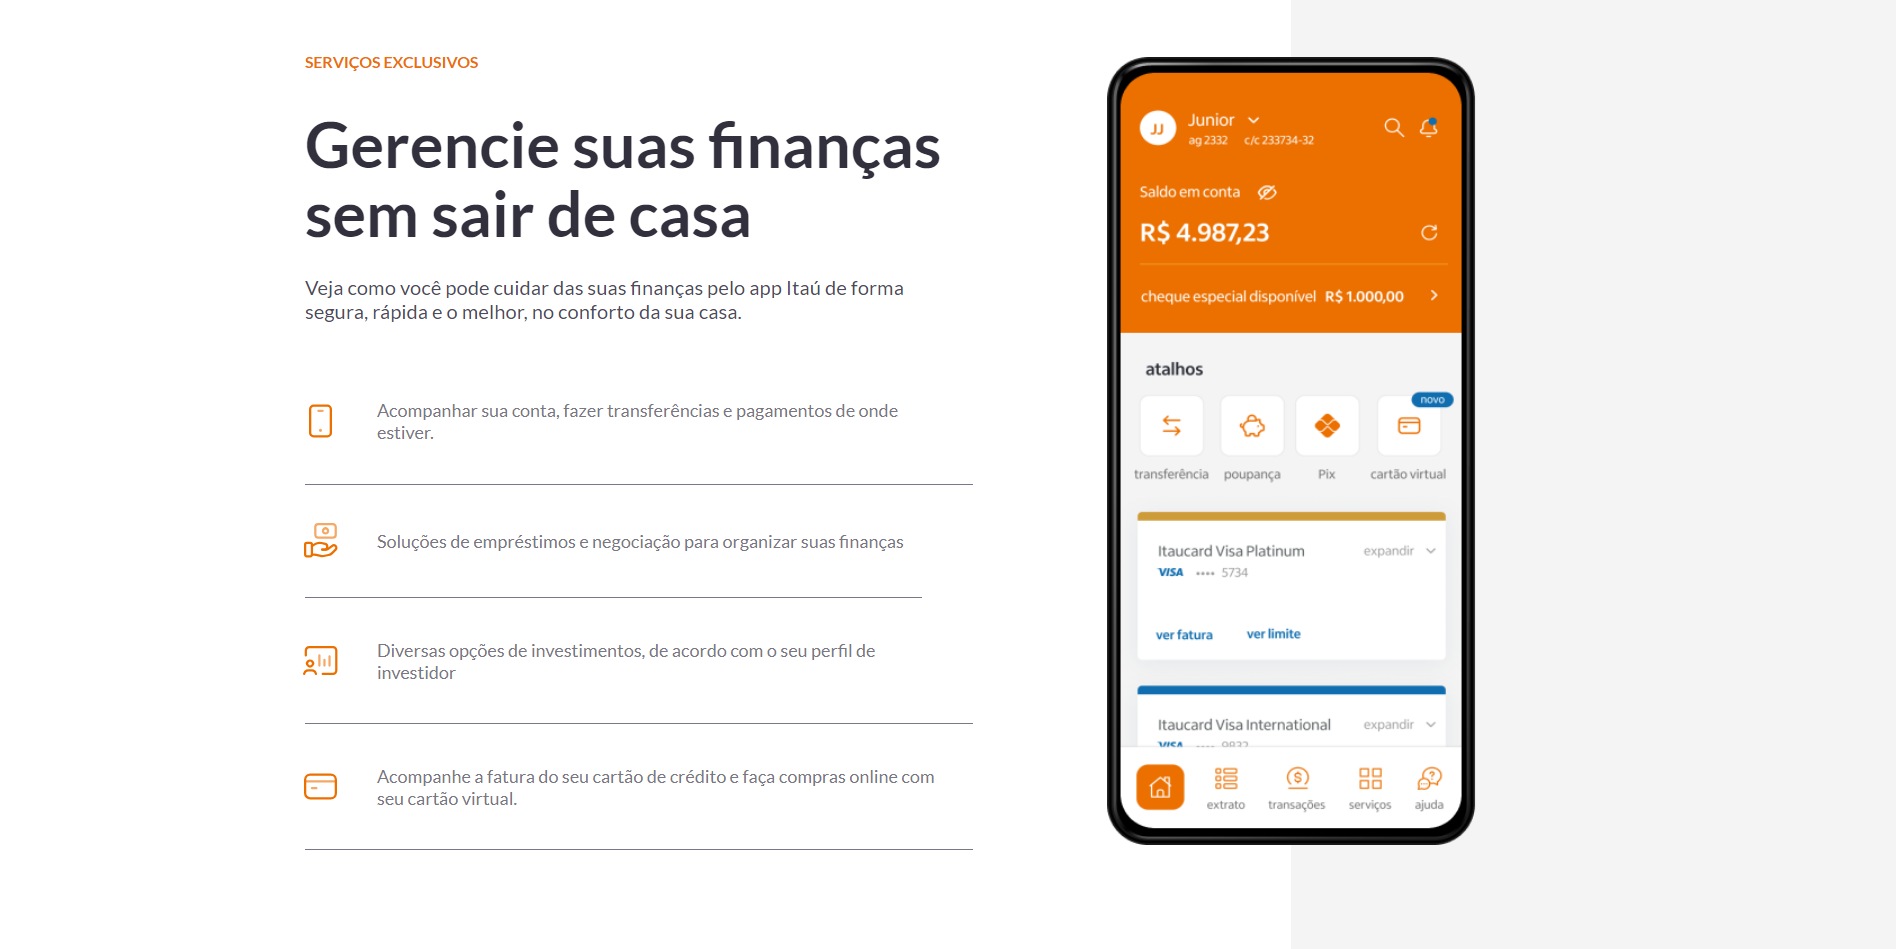 SERVIÇOS EXCLUSIVOS
Gerencie suas finanças
sem sair de casa
Veja como você pode cuidar das suas finanças pelo app Itaú de forma
segura, rápida e o melhor, no conforto da sua casa.
Acompanhar sua conta, fazer transferências e pagamentos de onde
estiver.
Soluções de empréstimos e negociação para organizar suas finanças
Diversas opções de investimentos, de acordo com o seu perfil de
investidor
Acompanhe a fatura do seu cartão de crédito e faça compras online com
seu cartão virtual.
JJ
Junior
ag 2332 c/c 233734-32
Saldo em conta
R$ 4.987,23
cheque especial disponível R$ 1.000,00
atalhos
novo
transferência poupança Pix cartão virtual
Itaucard Visa Platinum expandir
VISA •••• 5734
ver fatura ver limite
Itaucard Visa International expandir
VISA •••• 9832
extrato transações serviços ajuda